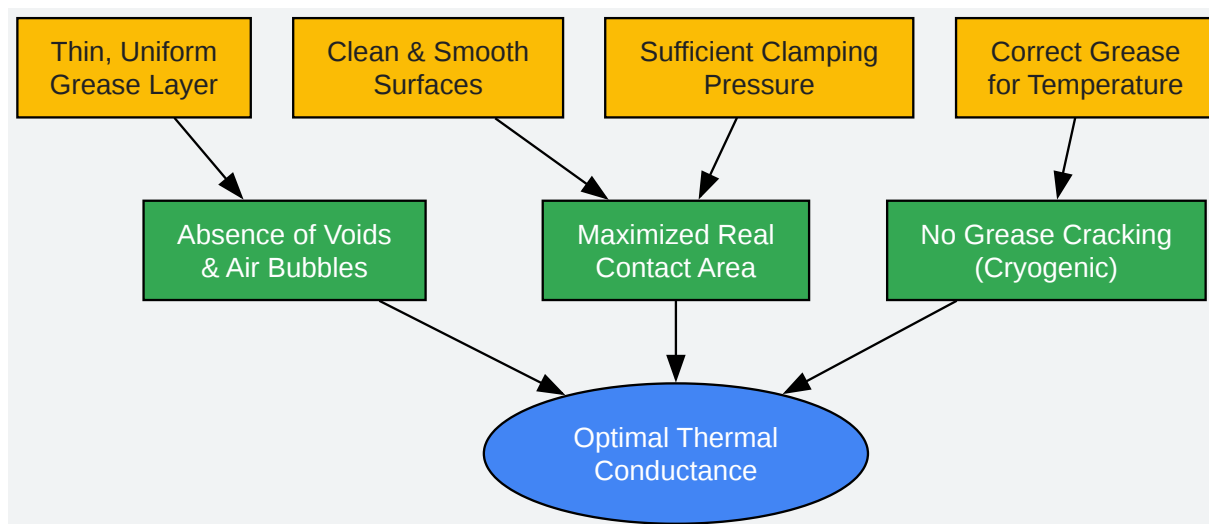 Thin, Uniform
Grease Layer
Clean & Smooth
Surfaces
Sufficient Clamping
Pressure
Correct Grease
for Temperature
Absence of Voids
& Air Bubbles
Maximized Real
Contact Area
No Grease Cracking
(Cryogenic)
Optimal Thermal
Conductance